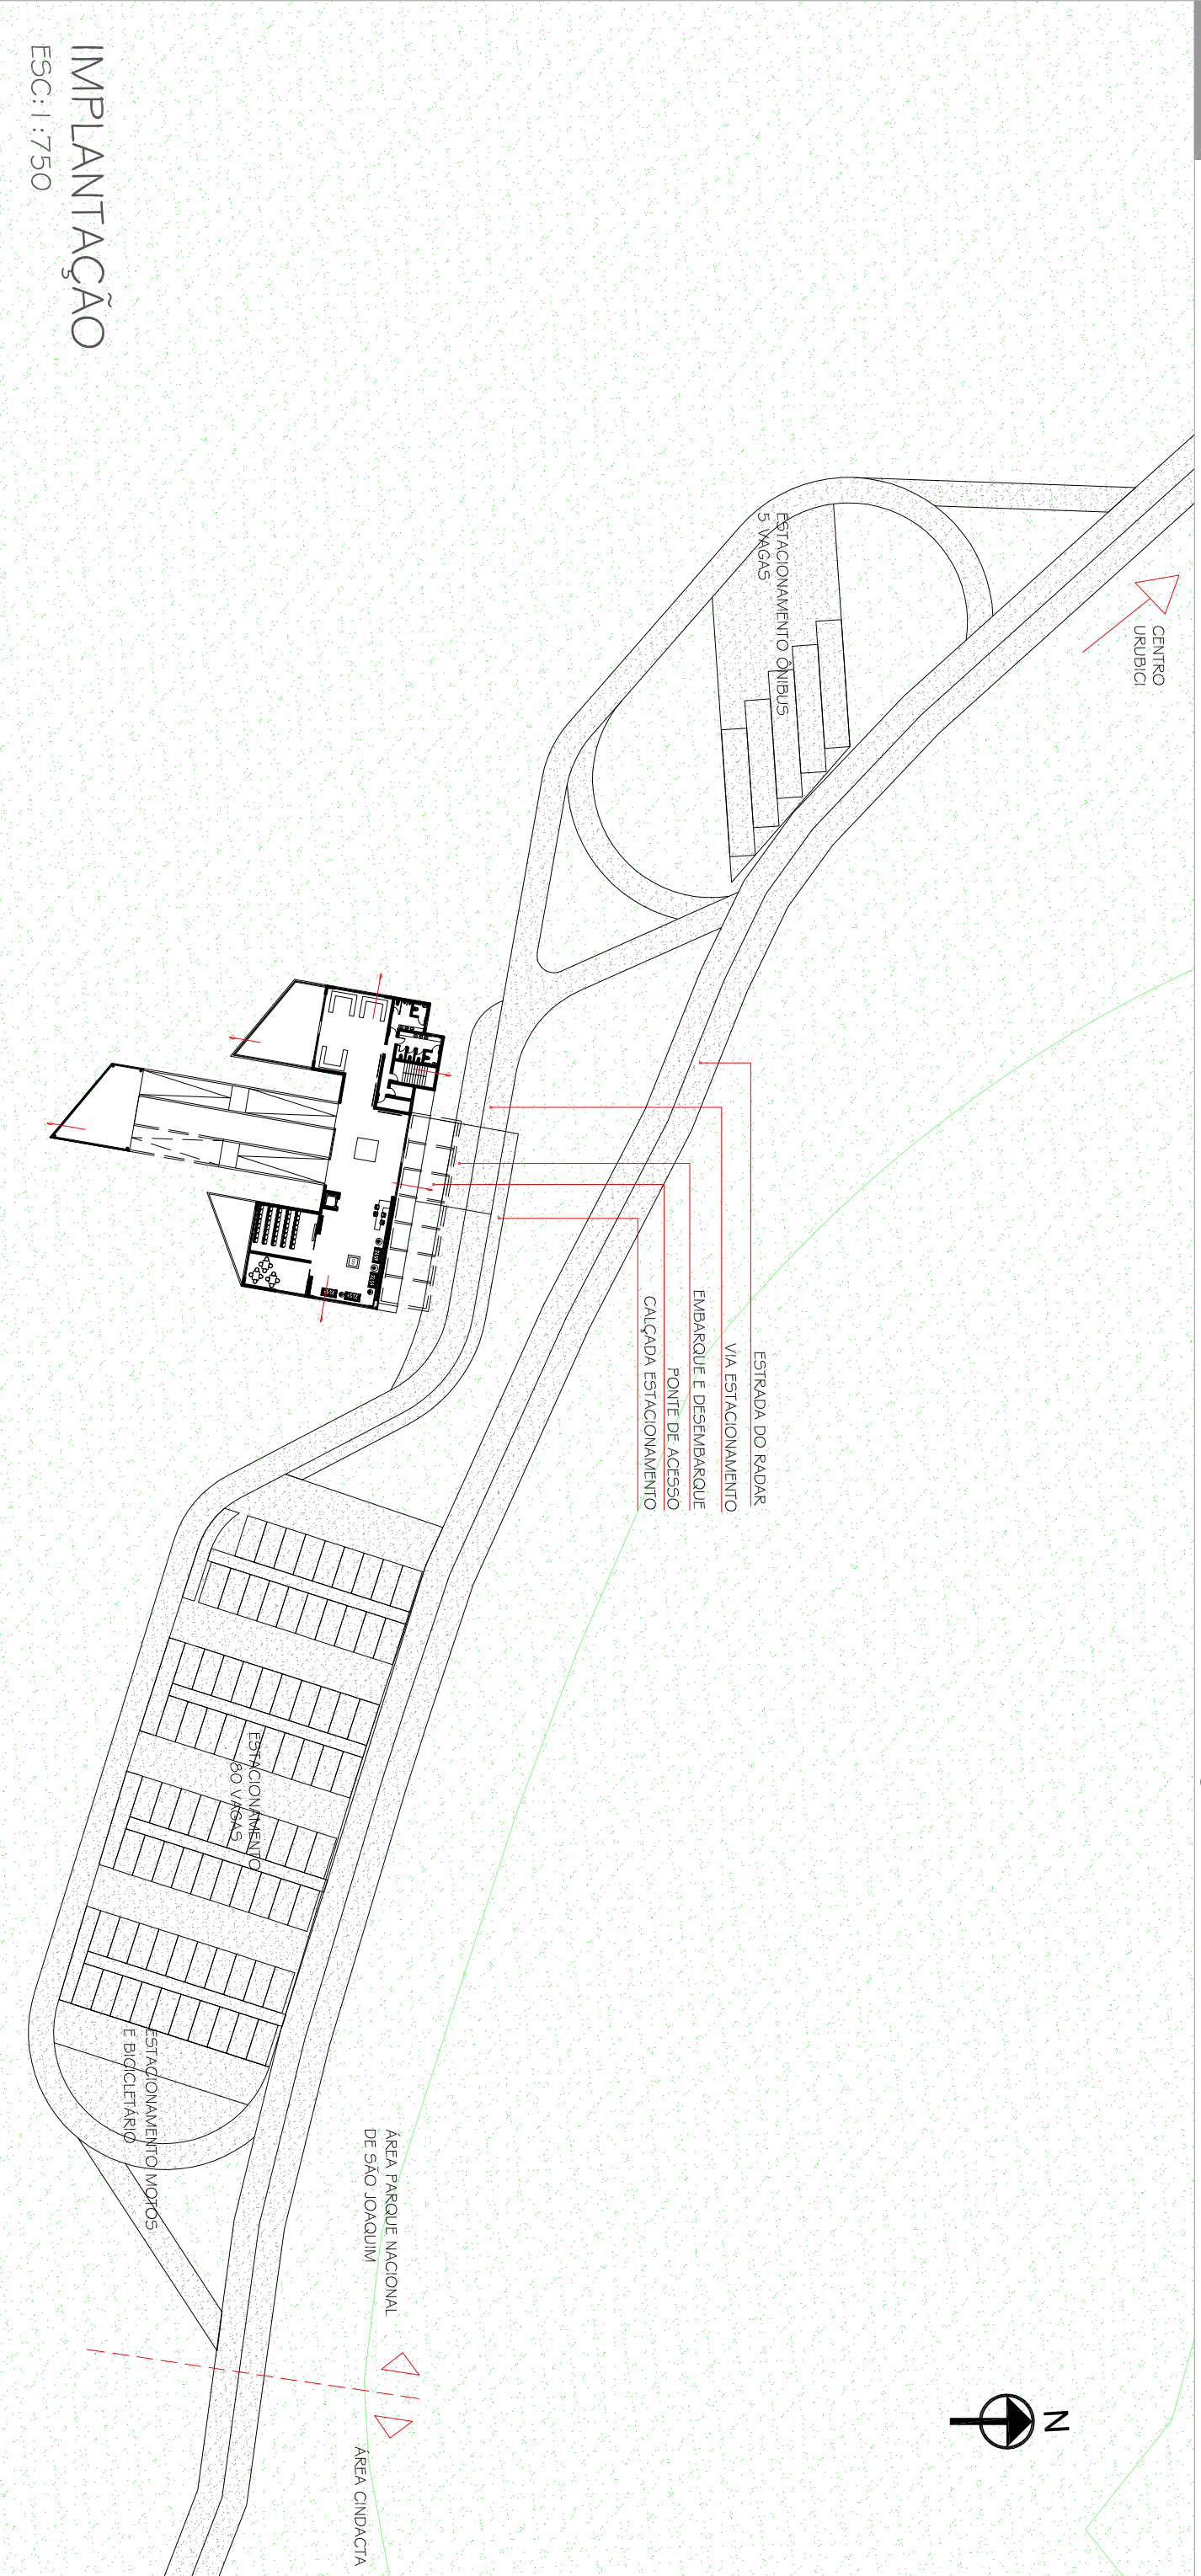 IMPLANTAÇÃO
ESC:1:750
CENTRO
URUBICI
ESTACIONAMENTO ÔNIBUS
5 VAGAS
ESTRADA DO RADAR
VIA ESTACIONAMENTO
EMBARQUE E DESEMBARQUE
PONTE DE ACESSO
CALÇADA ESTACIONAMENTO
ESTACIONAMENTO
80 VAGAS
ESTACIONAMENTO MOTOS
E BICICLETÁRIO
ÁREA PARQUE NACIONAL
DE SÃO JOAQUIM
ÁREA CINDACTA
N